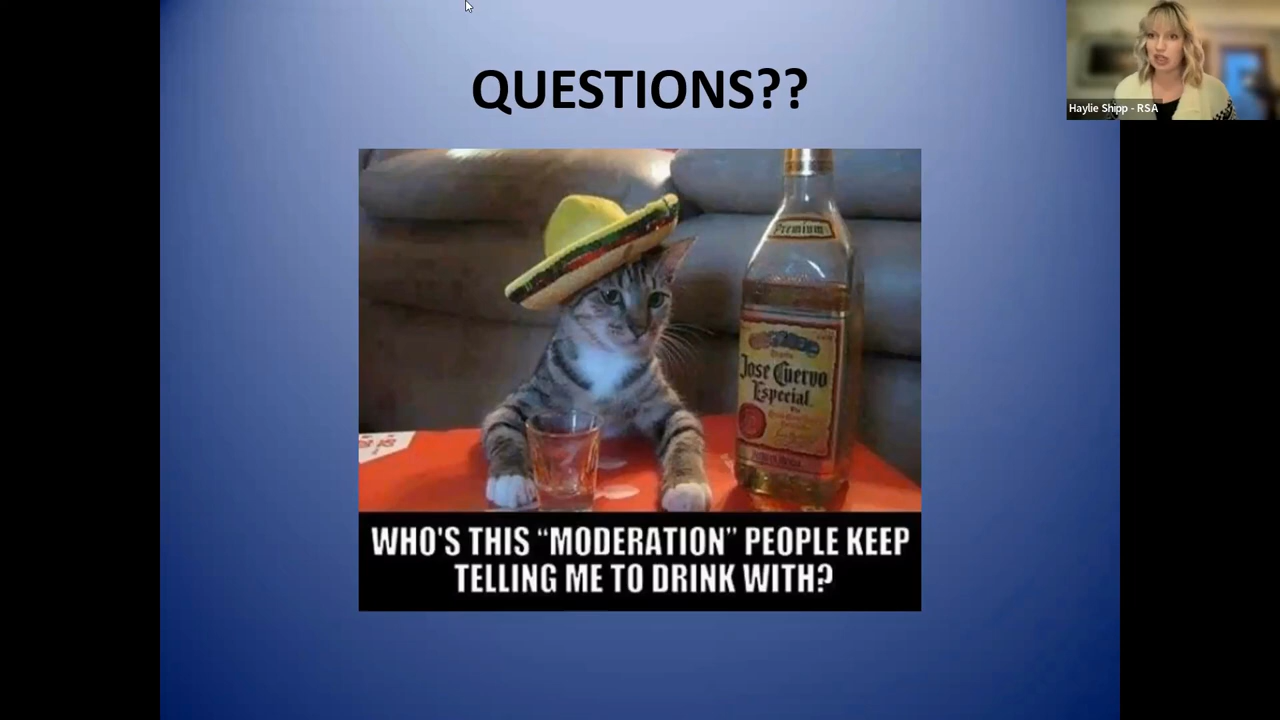 QUESTIONS??
Haylie Shipp - RSA
Premium
Jose Cuervo
Especial
WHO'S THIS “MODERATION” PEOPLE KEEP
TELLING ME TO DRINK WITH?